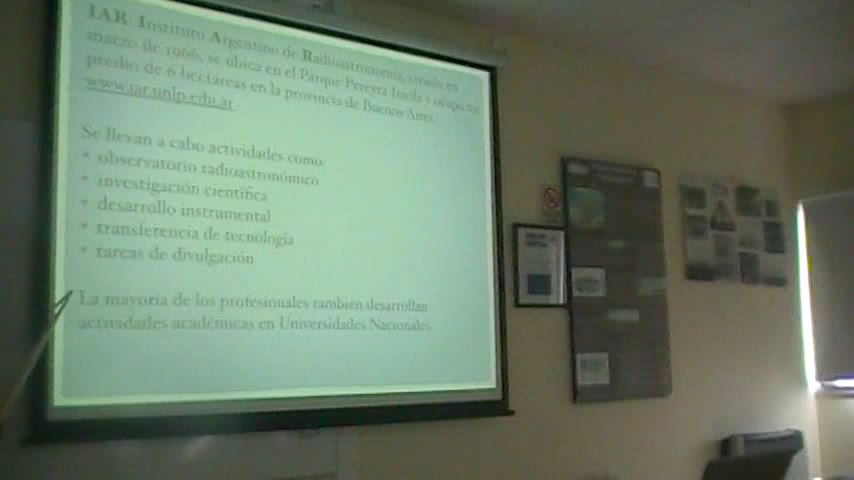 IAR: Instituto Argentino de Radioastronomía, creado en
marzo de 1966, se ubica en el Parque Pereyra Iraola y ocupa un
predio de 6 hectáreas en la provincia de Buenos Aires.
www.iar.unlp.edu.ar
Se llevan a cabo actividades como:
* observatorio radioastronómico
* investigación científica
* desarrollo instrumental
* transferencia de tecnología
* tareas de divulgación
La mayoría de los profesionales también desarrollan
actividades académicas en Universidades Nacionales.